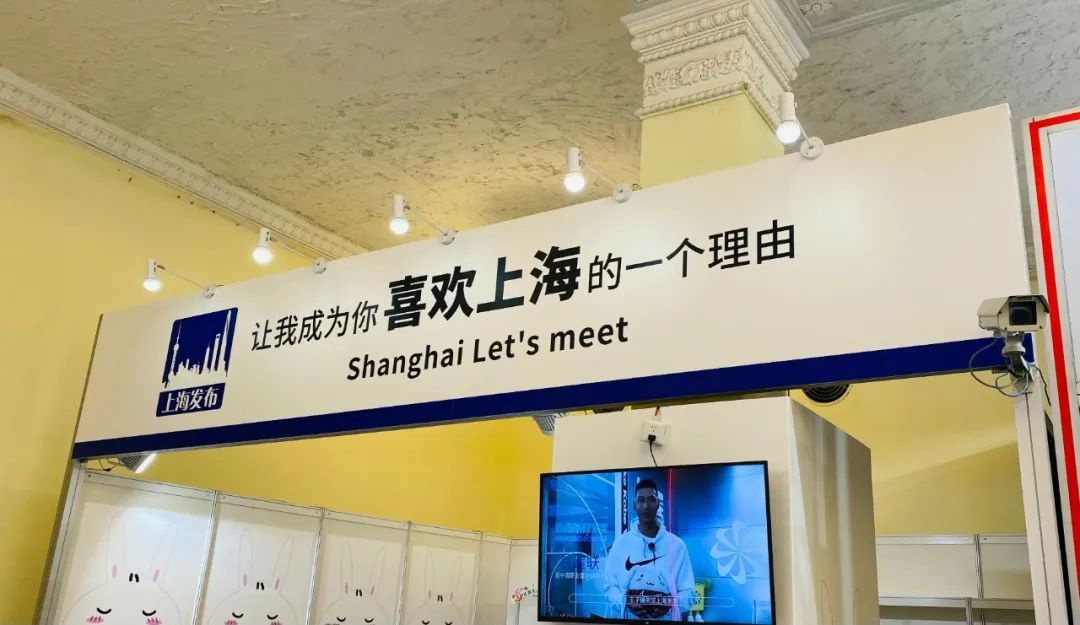 让我成为你喜欢上海的一个理由
Shanghai Let's meet
上海发布